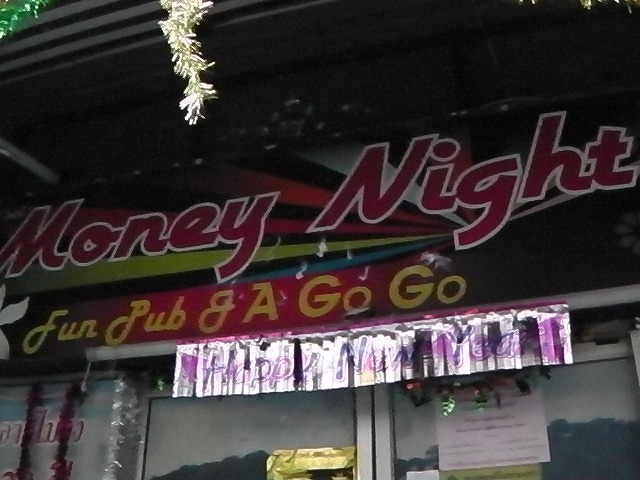 Money Night
Fun Pub & A Go Go
Happy New Year